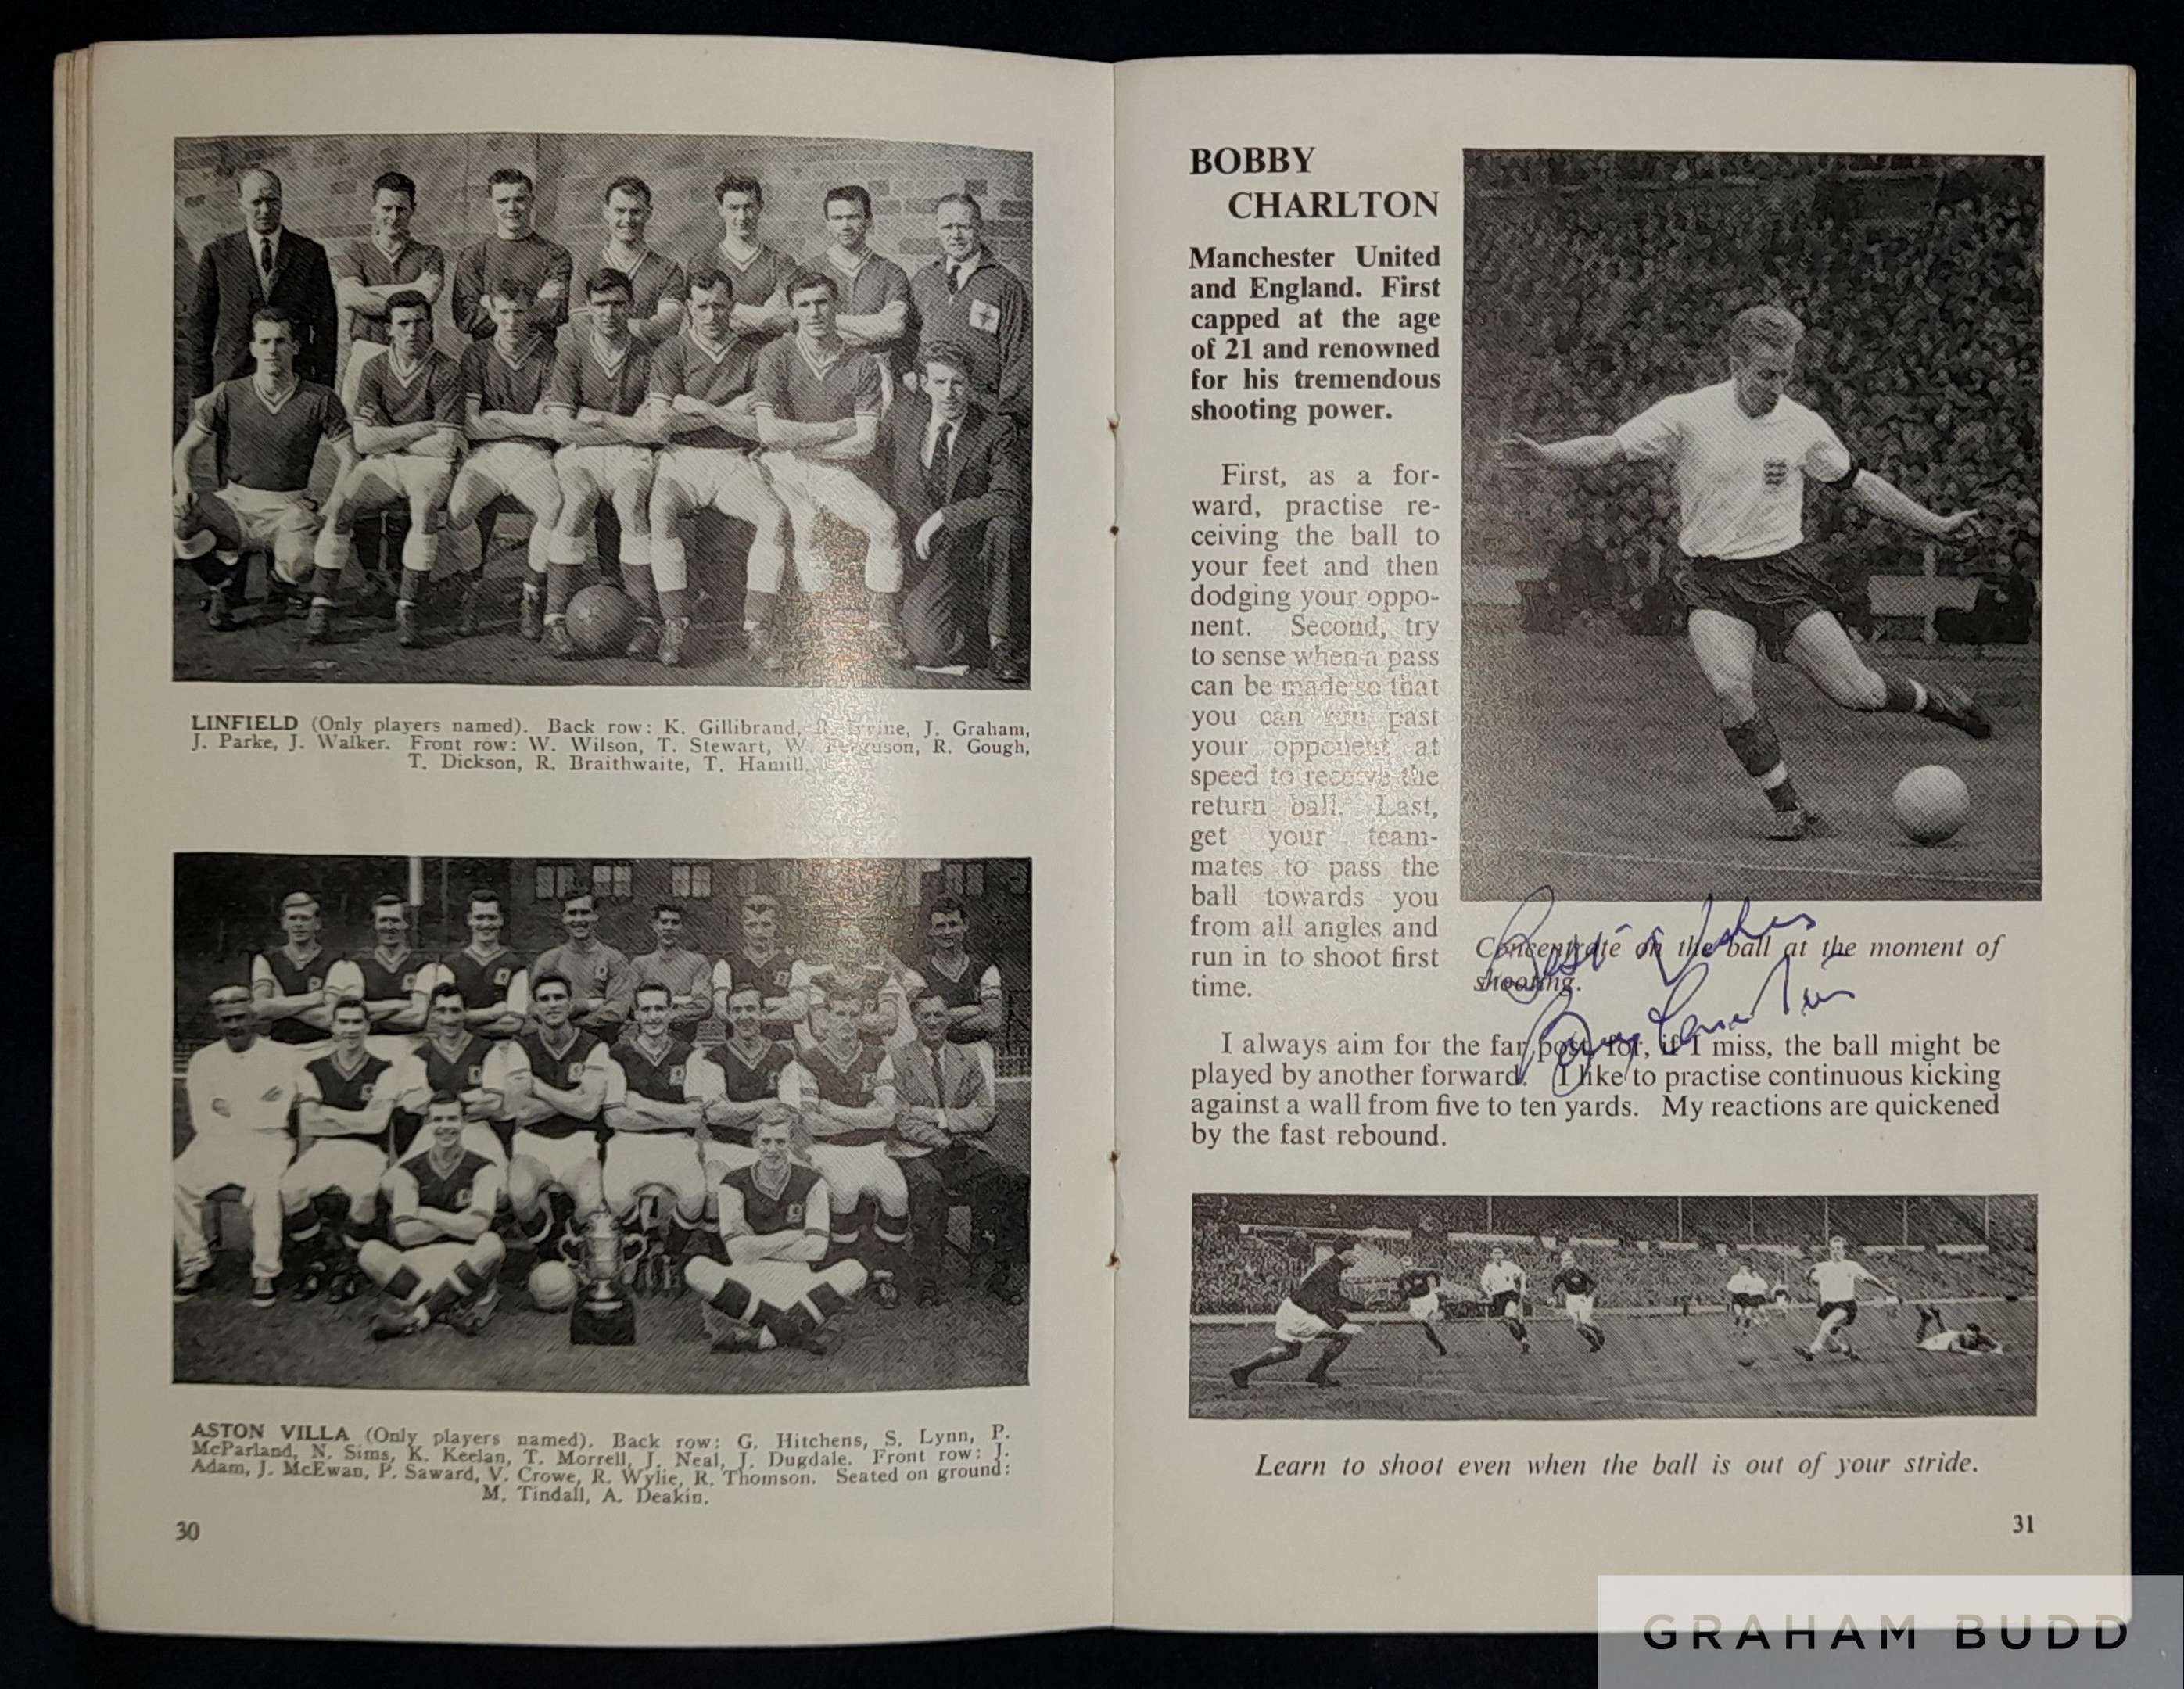 LINFIELD (Only players named). Back row: K. Gillibrand, R. Irvine, J. Graham,
J. Parke, J. Walker. Front row: W. Wilson, T. Stewart, W. Ferguson, R. Gough,
T. Dickson, R. Braithwaite, T. Hamill.
ASTON VILLA (Only players named). Back row: G. Hitchens, S. Lynn, P.
McParland, N. Sims, K. Keelan, T. Morrell, J. Neal, J. Dugdale. Front row: J.
Adam, J. McEwan, P. Saward, V. Crowe, R. Wylie, R. Thomson. Seated on ground:
M. Tindall, A. Deakin.
30
BOBBY
CHARLTON
Manchester United
and England. First
capped at the age
of 21 and renowned
for his tremendous
shooting power.
First, as a for-
ward, practise re-
ceiving the ball to
your feet and then
dodging your oppo-
nent. Second, try
to sense when a pass
can be made so that
you can run past
your opponent at
speed to receive the
return ball. Last,
get your team-
mates to pass the
ball towards you
from all angles and
run in to shoot first
time.
Concentrate on the ball at the moment of
shooting.
Best Wishes
Bobby Charlton
I always aim for the far post, for, if I miss, the ball might be
played by another forward. I like to practise continuous kicking
against a wall from five to ten yards. My reactions are quickened
by the fast rebound.
Learn to shoot even when the ball is out of your stride.
31
GRAHAM BUDD